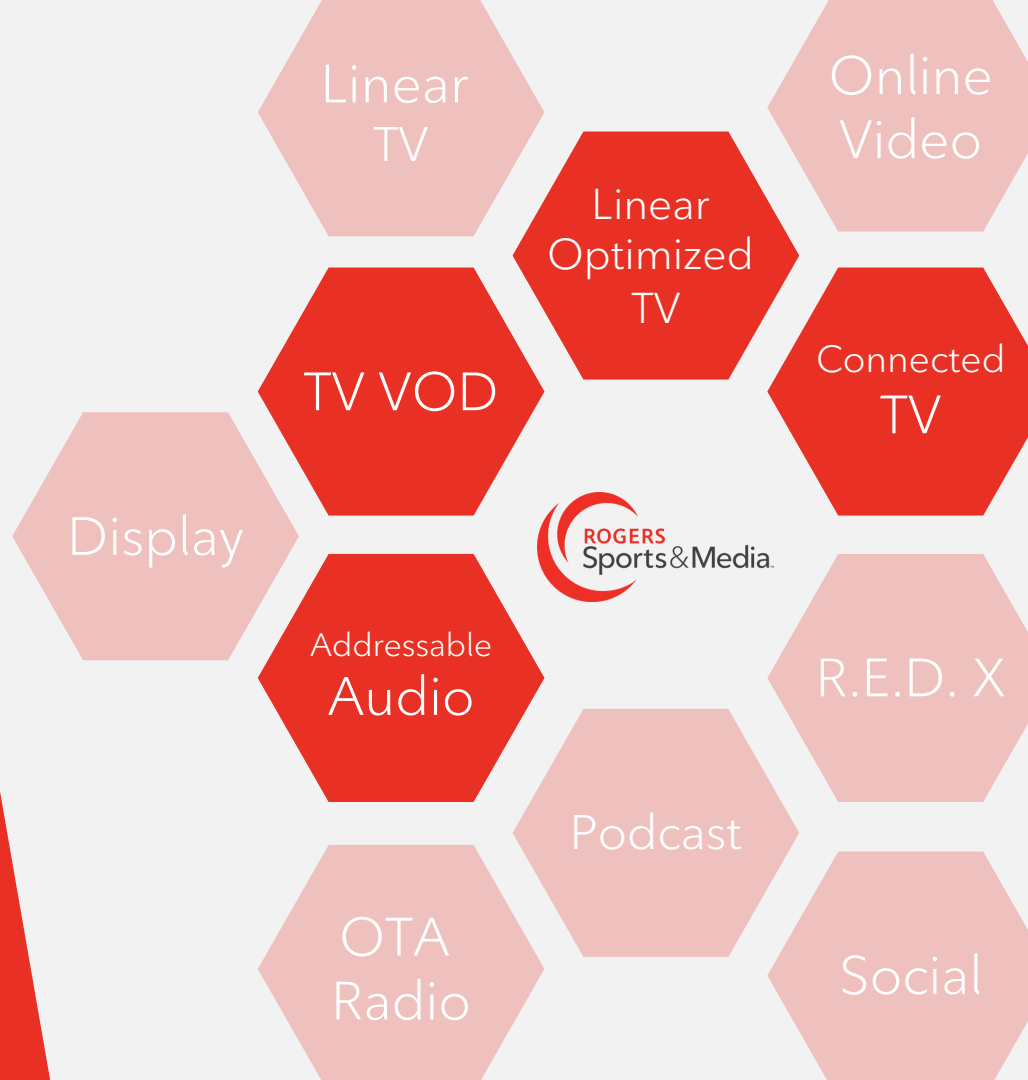 Linear
TV
Online
Video
Linear
Optimized
TV
TV VOD
Connected
TV
Display
ROGERS
Sports&Media
Addressable
Audio
R.E.D. X
Podcast
OTA
Radio
Social